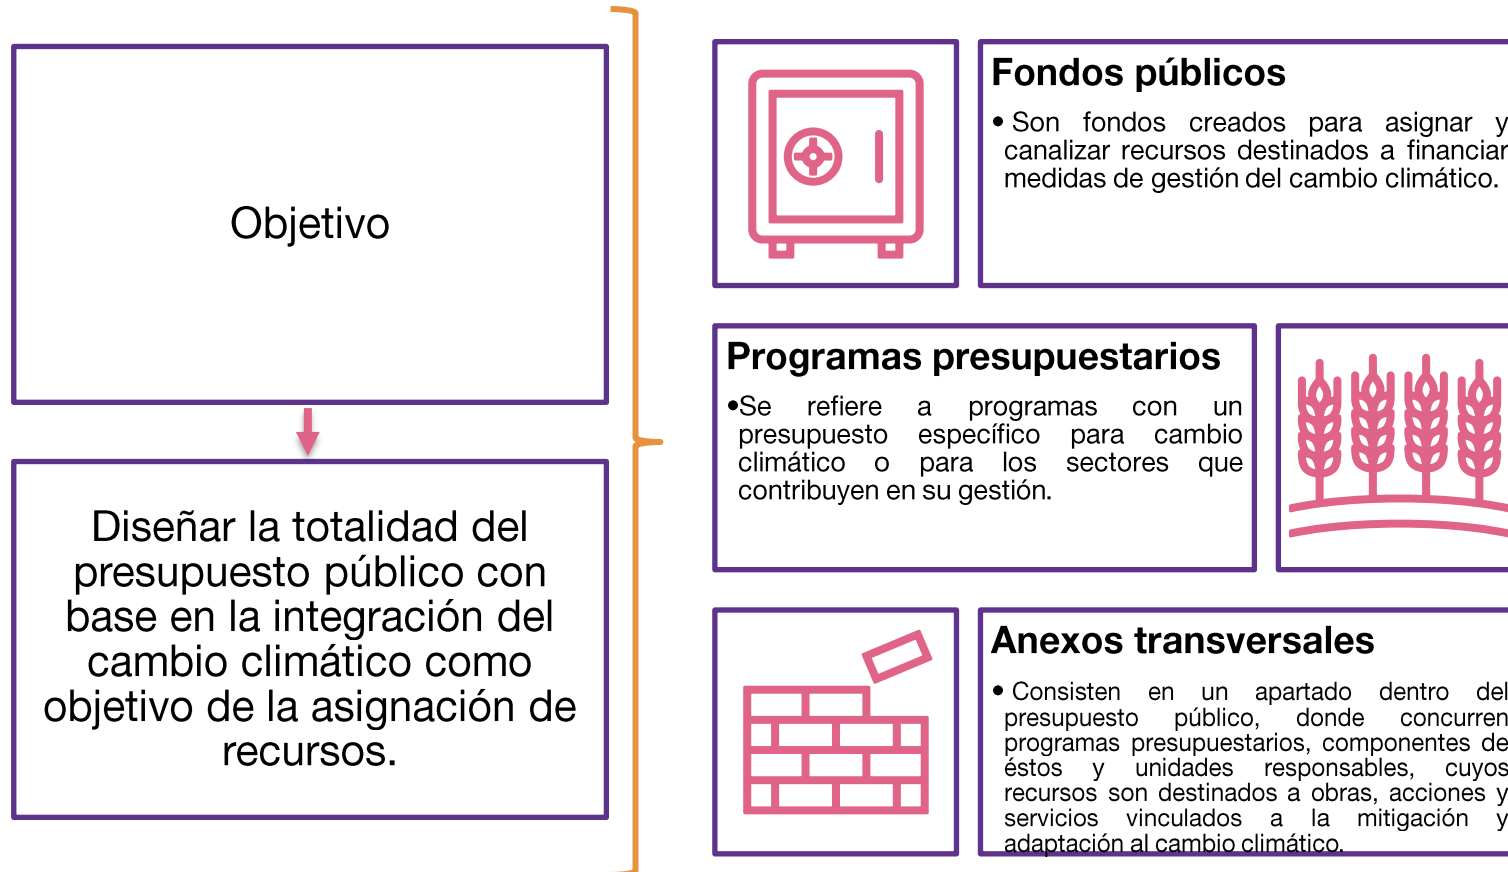 Objetivo
Diseñar la totalidad del
presupuesto público con
base en la integración del
cambio climático como
objetivo de la asignación de
recursos.
Fondos públicos
• Son fondos creados para asignar y
canalizar recursos destinados a financiar
medidas de gestión del cambio climático.
Programas presupuestarios
•Se refiere a programas con un
presupuesto específico para cambio
climático o para los sectores que
contribuyen en su gestión.
Anexos transversales
• Consisten en un apartado dentro del
presupuesto público, donde concurren
programas presupuestarios, componentes de
éstos y unidades responsables, cuyos
recursos son destinados a obras, acciones y
servicios vinculados a la mitigación y
adaptación al cambio climático.